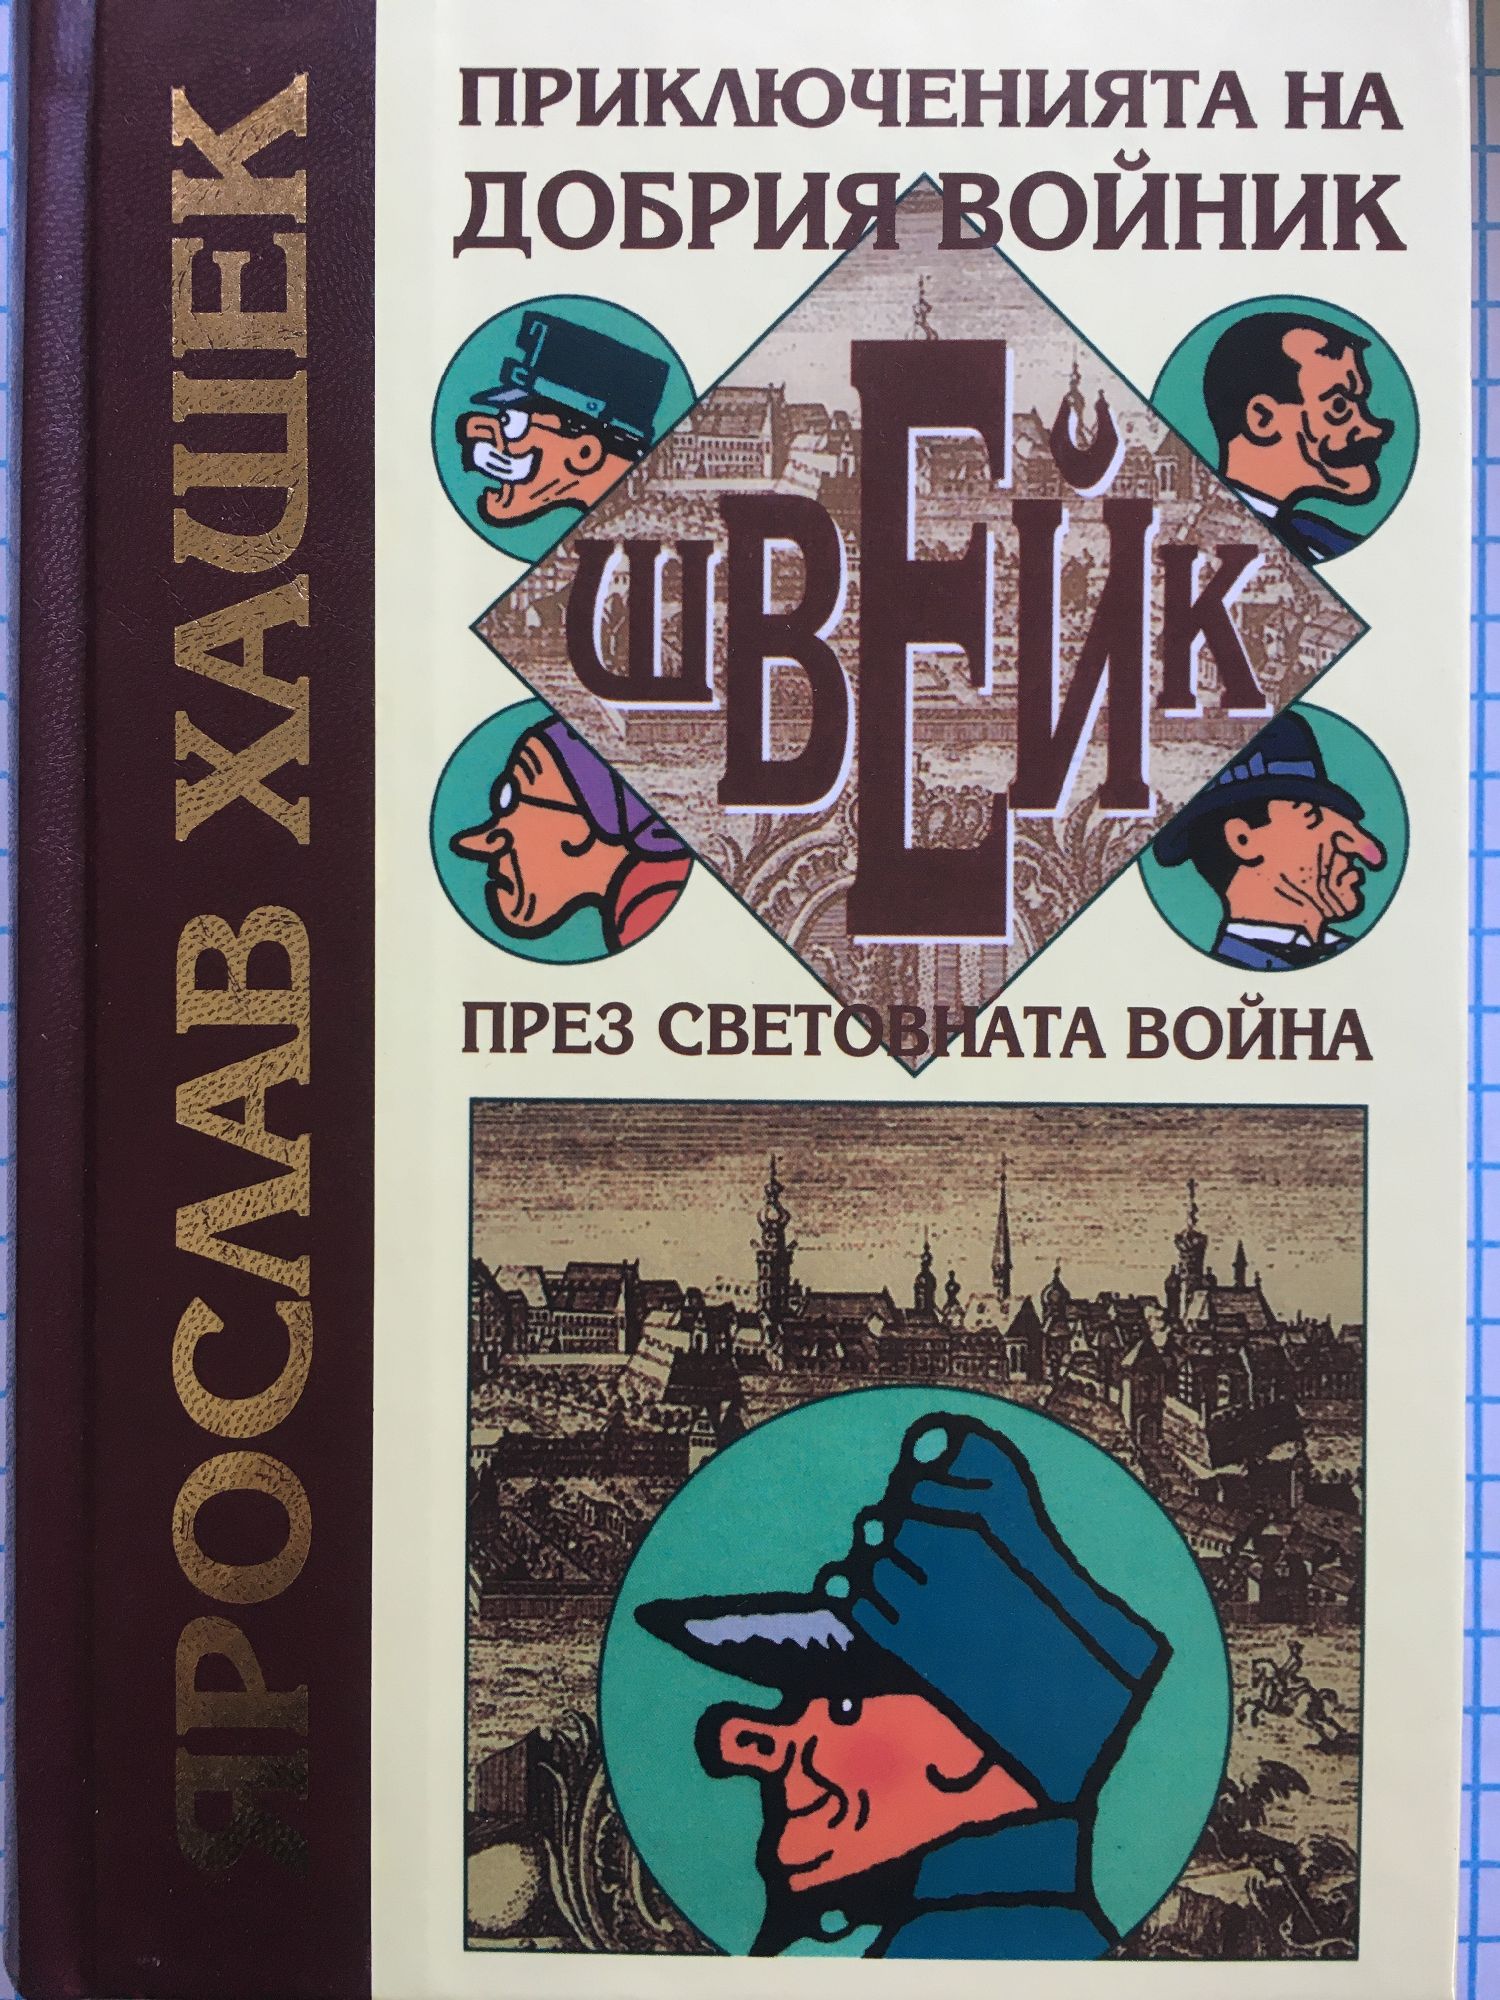 ЯРОСЛАВ ХАШЕК
ПРИКЛЮЧЕНИЯТА НА
ДОБРИЯ ВОЙНИК
ШВЕЙК
ПРЕЗ СВЕТОВНАТА ВОЙНА